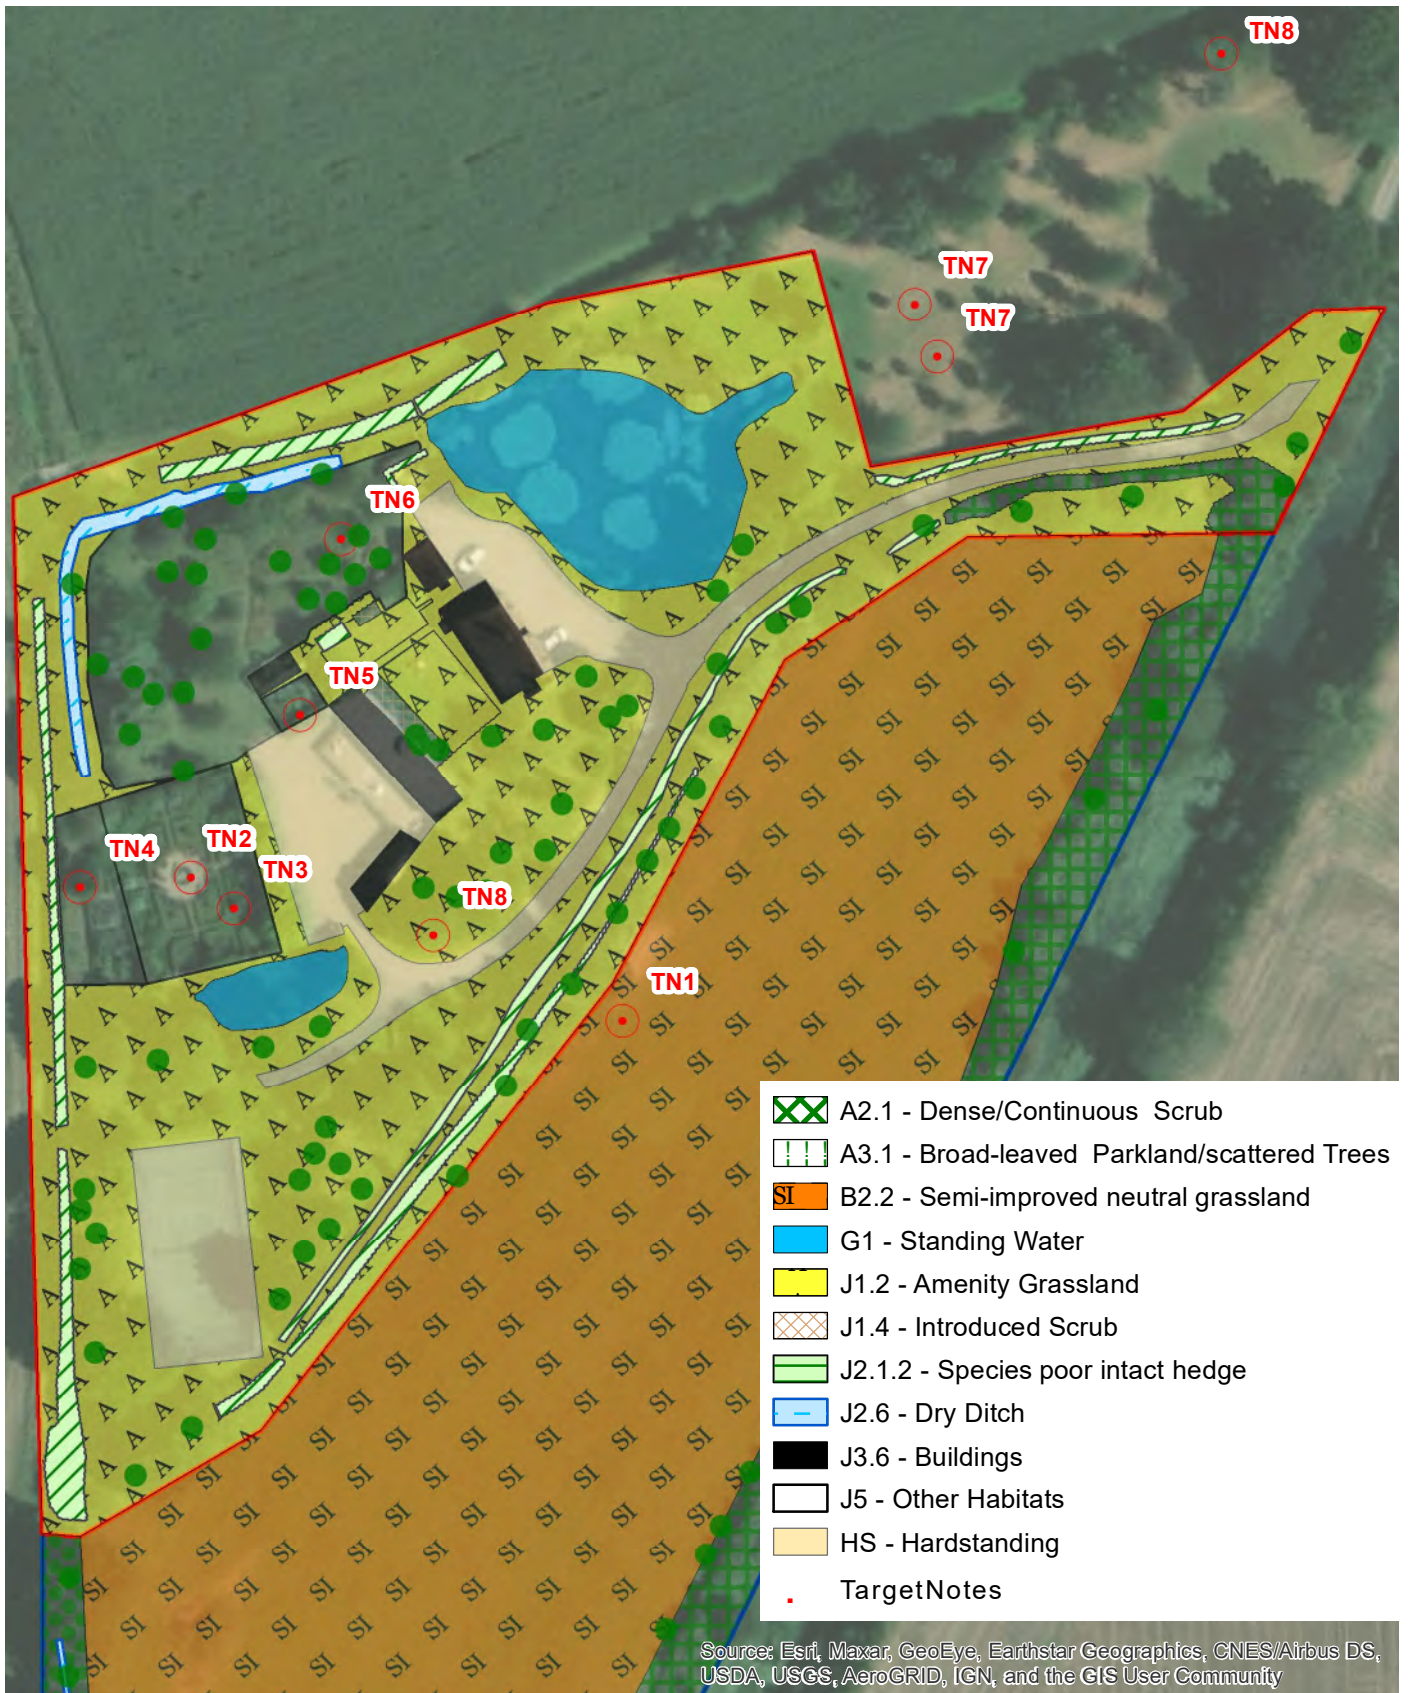 TN8
TN7
TN7
TN6
TN5
TN4
TN2
TN3
TN8
TN1
A2.1 - Dense/Continuous Scrub
A3.1 - Broad-leaved Parkland/scattered Trees
SI B2.2 - Semi-improved neutral grassland
G1 - Standing Water
J1.2 - Amenity Grassland
J1.4 - Introduced Scrub
J2.1.2 - Species poor intact hedge
J2.6 - Dry Ditch
J3.6 - Buildings
J5 - Other Habitats
HS - Hardstanding
TargetNotes
Source: Esri, Maxar, GeoEye, Earthstar Geographics, CNES/Airbus DS,
USDA, USGS, AeroGRID, IGN, and the GIS User Community